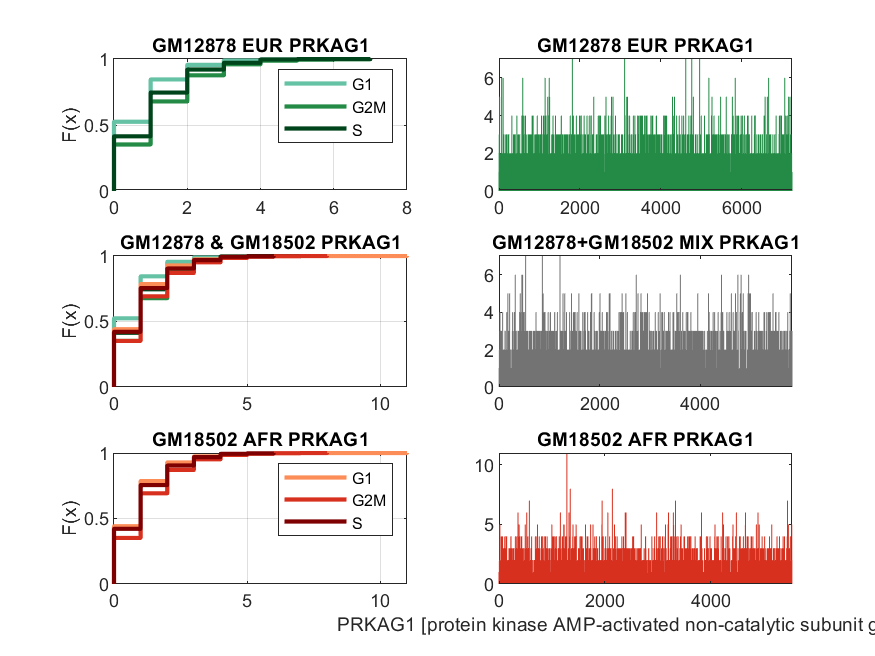 GM12878 EUR PRKAG1
F(x)
1
0.5
0
0 2 4 6 8
G1
G2M
S
GM12878 EUR PRKAG1
6
4
2
0
0 2000 4000 6000
GM12878 & GM18502 PRKAG1
F(x)
1
0.5
0
0 5 10
GM12878+GM18502 MIX PRKAG1
6
4
2
0
0 2000 4000
GM18502 AFR PRKAG1
F(x)
1
0.5
0
0 5 10
G1
G2M
S
GM18502 AFR PRKAG1
10
5
0
0 2000 4000
PRKAG1 [protein kinase AMP-activated non-catalytic subunit g